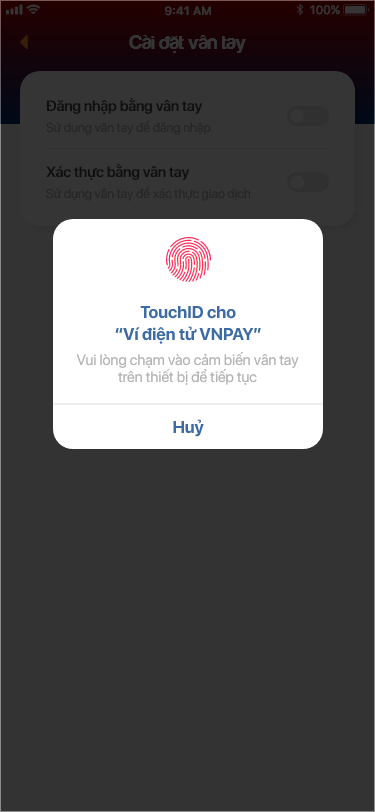 9:41 AM
100%
Cài đặt vân tay
Đăng nhập bằng vân tay
Sử dụng vân tay để đăng nhập
Xác thực bằng vân tay
Sử dụng vân tay để xác thực giao dịch
TouchID cho
“Ví điện tử VNPAY”
Vui lòng chạm vào cảm biến vân tay
trên thiết bị để tiếp tục
Huỷ